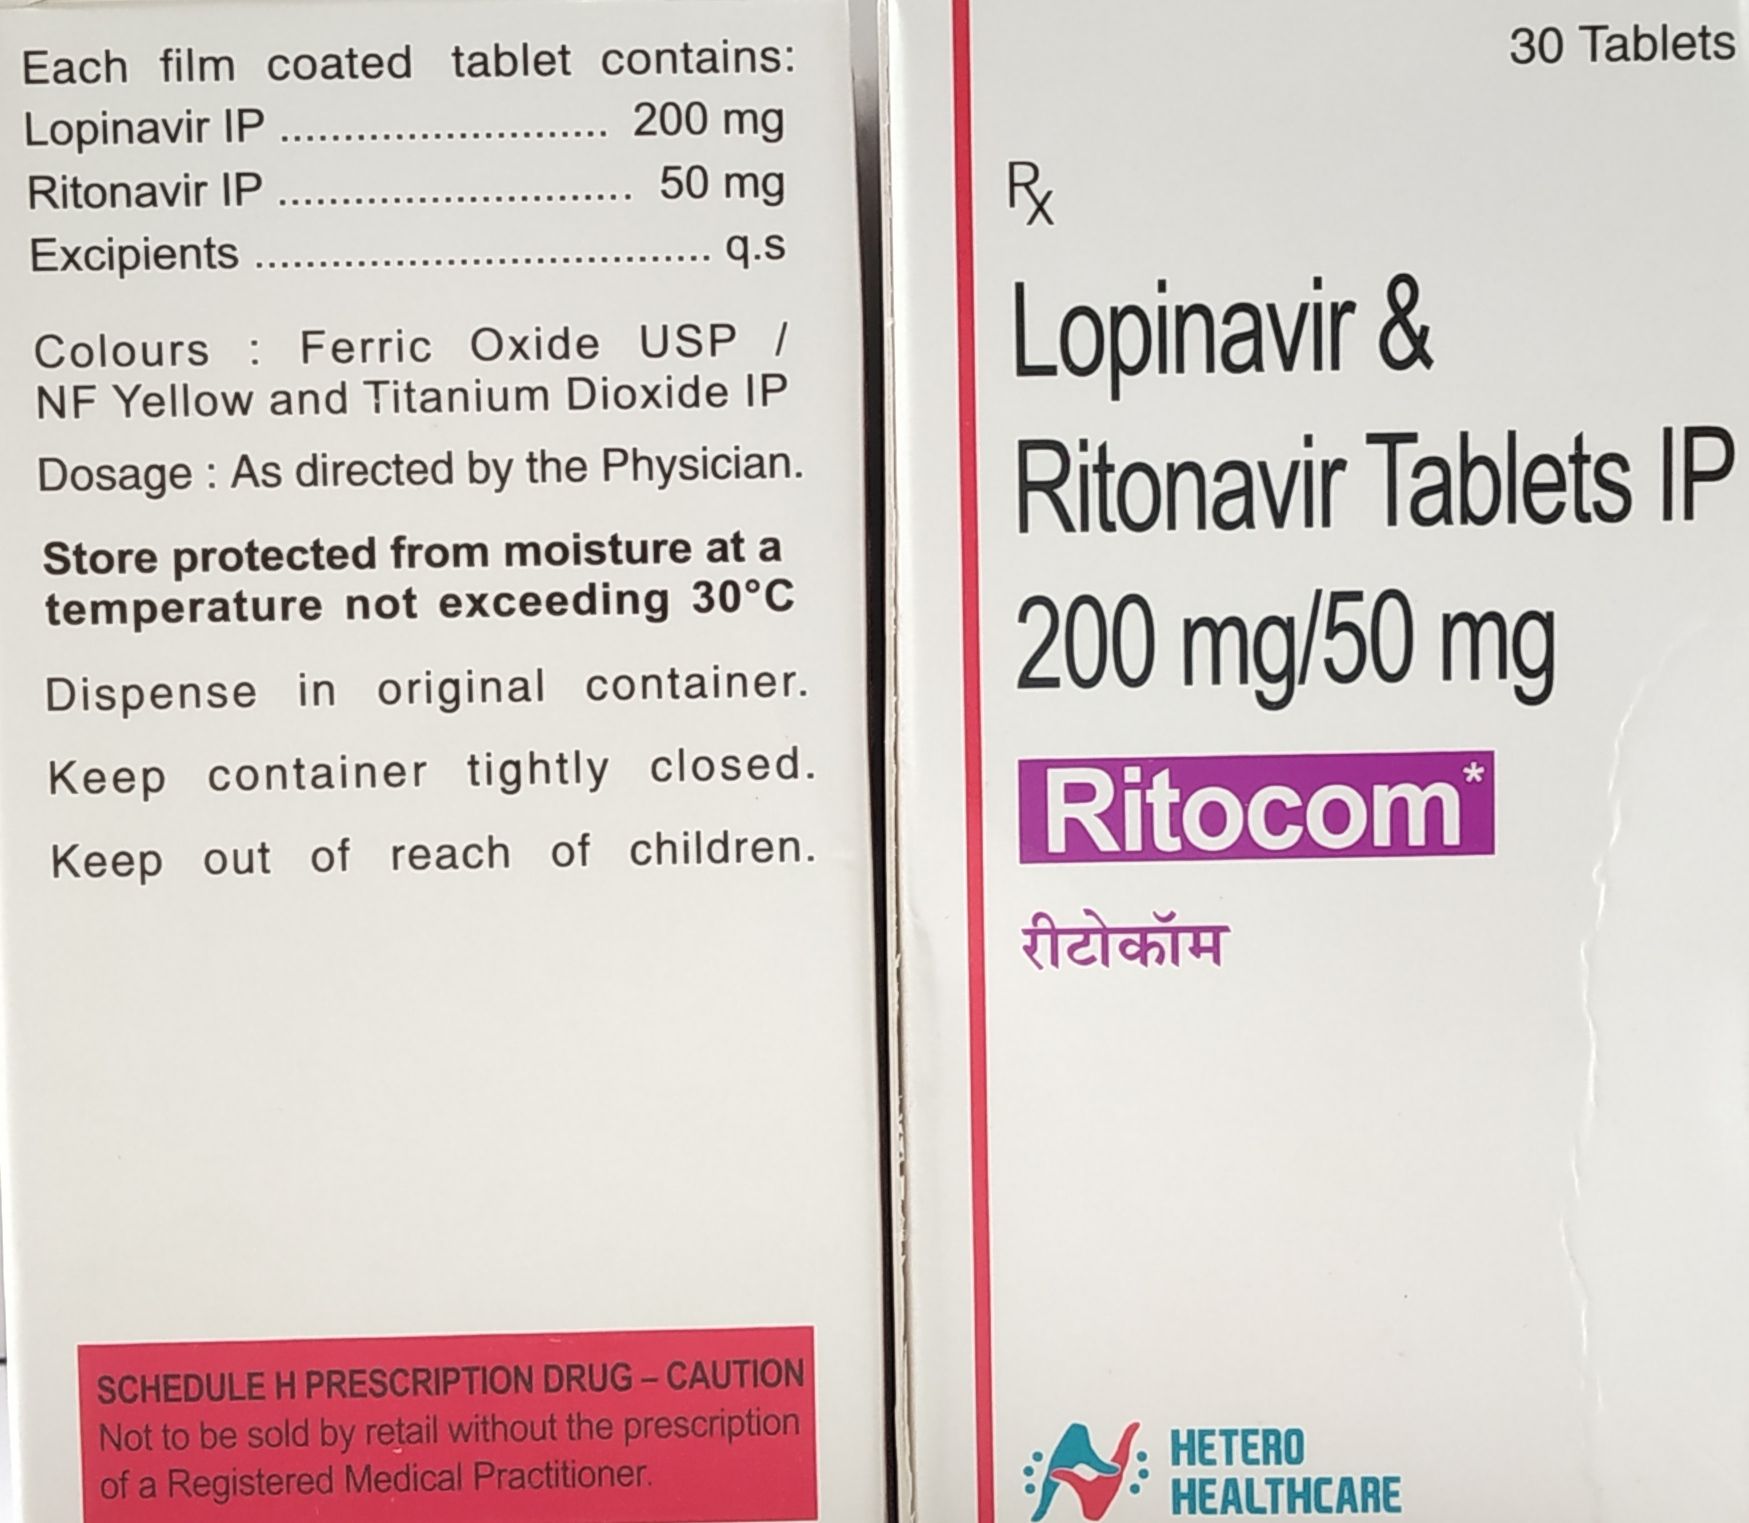 Each film coated tablet contains:
Lopinavir IP .......................... 200 mg
Ritonavir IP ............................ 50 mg
Excipients .................................... q.s
Colours : Ferric Oxide USP /
NF Yellow and Titanium Dioxide IP
Dosage : As directed by the Physician.
Store protected from moisture at a
temperature not exceeding 30°C
Dispense in original container.
Keep container tightly closed.
Keep out of reach of children.
SCHEDULE H PRESCRIPTION DRUG – CAUTION
Not to be sold by retail without the prescription
of a Registered Medical Practitioner.
30 Tablets
Rx
Lopinavir &
Ritonavir Tablets IP
200 mg/50 mg
Ritocom*
रीटोकॉम
HETERO
HEALTHCARE